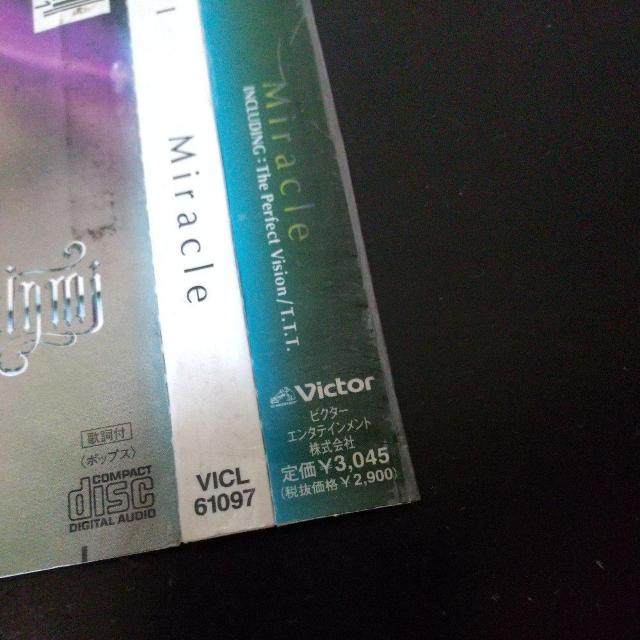 Miracle
INCLUDING : The Perfect Vision/T.T.T.
Miracle
歌詞付
(ポップス)
COMPACT
disc
DIGITAL AUDIO
VICL
61097
Victor
ビクター
エンタテインメント
株式会社
定価¥3,045
(税抜価格¥2,900)